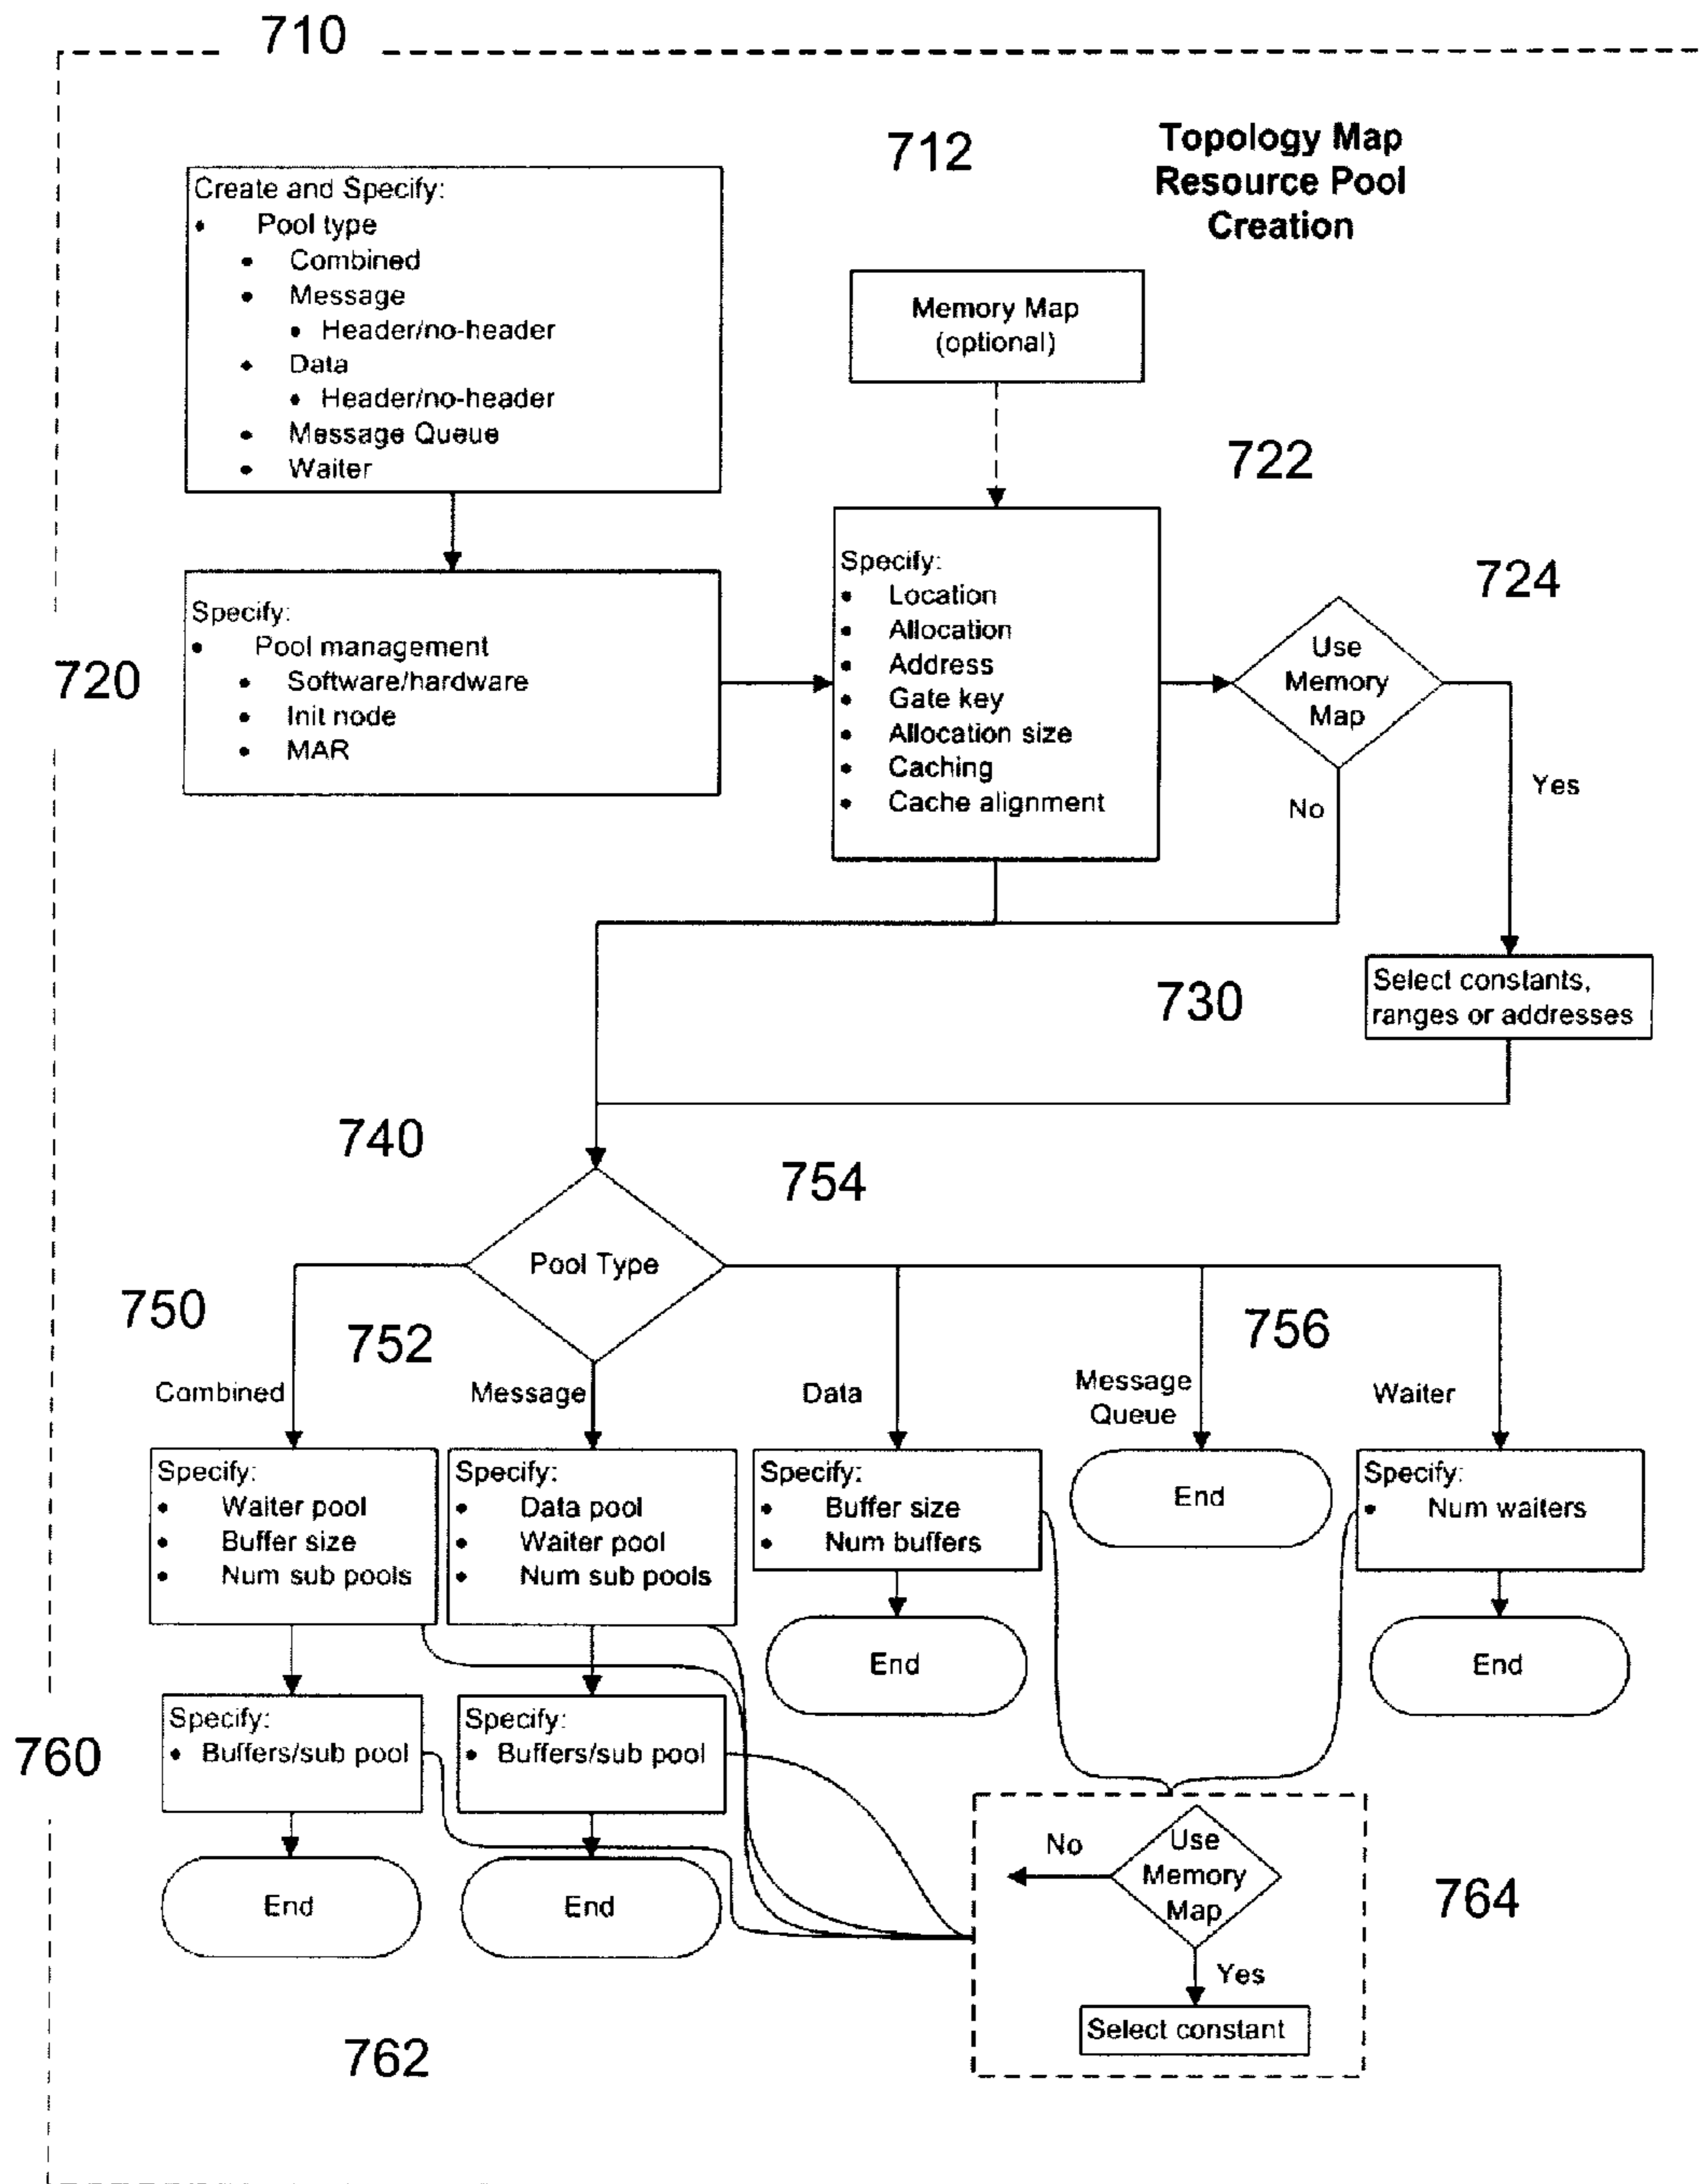 710
712
Topology Map
Resource Pool
Creation
Create and Specify:
• Pool type
• Combined
• Message
• Header/no-header
• Data
• Header/no-header
• Message Queue
• Waiter
Memory Map
(optional)
722
724
720
Specify:
• Pool management
• Software/hardware
• Init node
• MAR
Specify:
• Location
• Allocation
• Address
• Gate key
• Allocation size
• Caching
• Cache alignment
Use
Memory
Map
No
Yes
730
Select constants,
ranges or addresses
740
754
Pool Type
750
752
756
Combined
Message
Data
Message
Queue
Waiter
Specify:
• Waiter pool
• Buffer size
• Num sub pools
Specify:
• Data pool
• Waiter pool
• Num sub pools
Specify:
• Buffer size
• Num buffers
End
Specify:
• Num waiters
End
End
760
Specify:
• Buffers/sub pool
Specify:
• Buffers/sub pool
End
End
Use
Memory
Map
No
Yes
Select constant
764
762